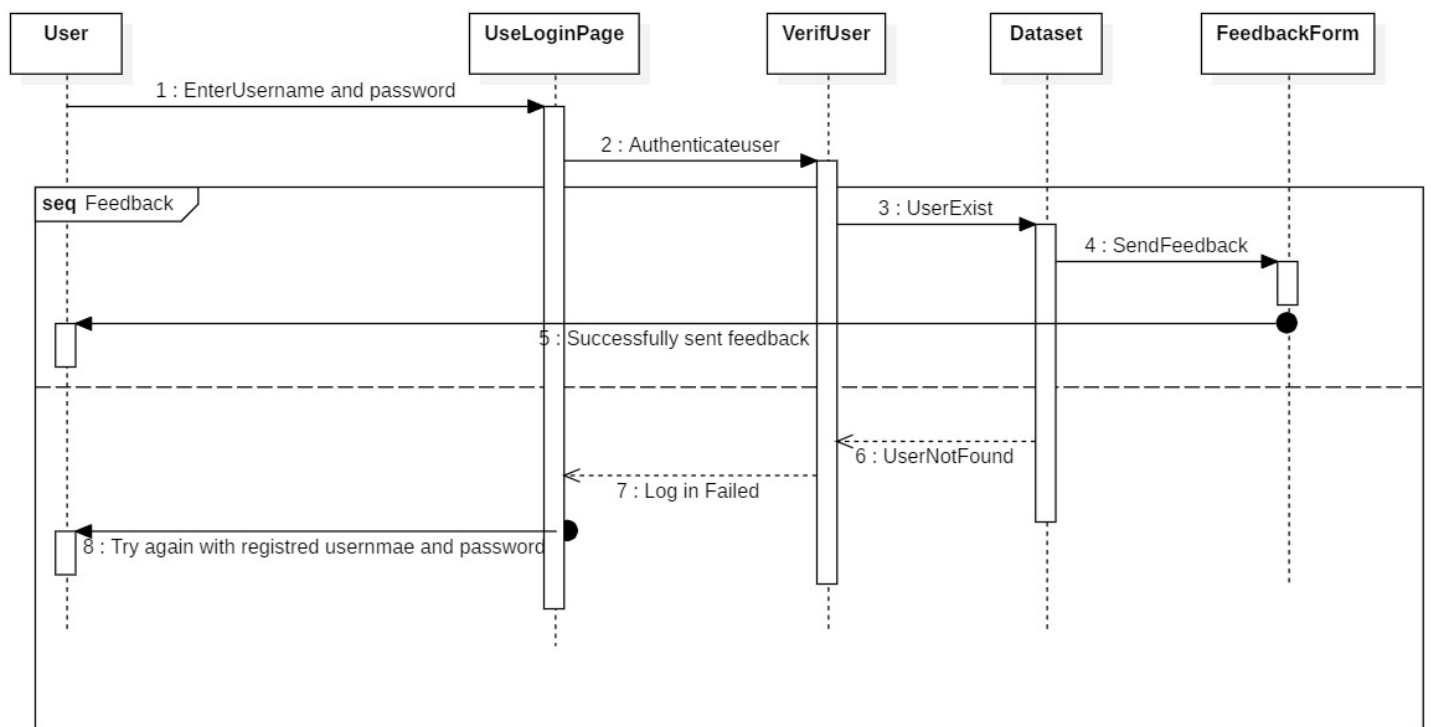 User
UseLoginPage
VerifUser
Dataset
FeedbackForm
1 : EnterUsername and password
2 : Authenticateuser
seq Feedback
3 : UserExist
4 : SendFeedback
5 : Successfully sent feedback
6 : UserNotFound
7 : Log in Failed
8 : Try again with registred usernmae and password